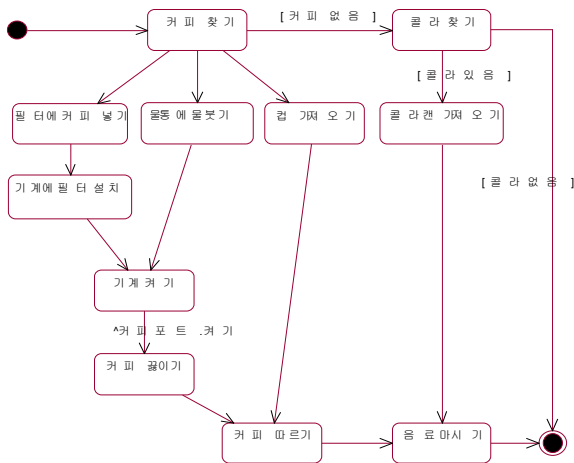 커 피 찾 기
[ 커 피 없 음 ]
콜 라 찾 기
[ 콜 라 있 음 ]
필 터에 커 피 넣 기
물통 에 물붓기
컵 가져 오 기
콜 라 캔 가져 오 기
기 계에 필 터 설 치
[ 콜 라 없 음 ]
기 계 켜 기
^커 피 포 트 .켜 기
커 피 끓이기
커 피 따 르기
음 료 마시 기